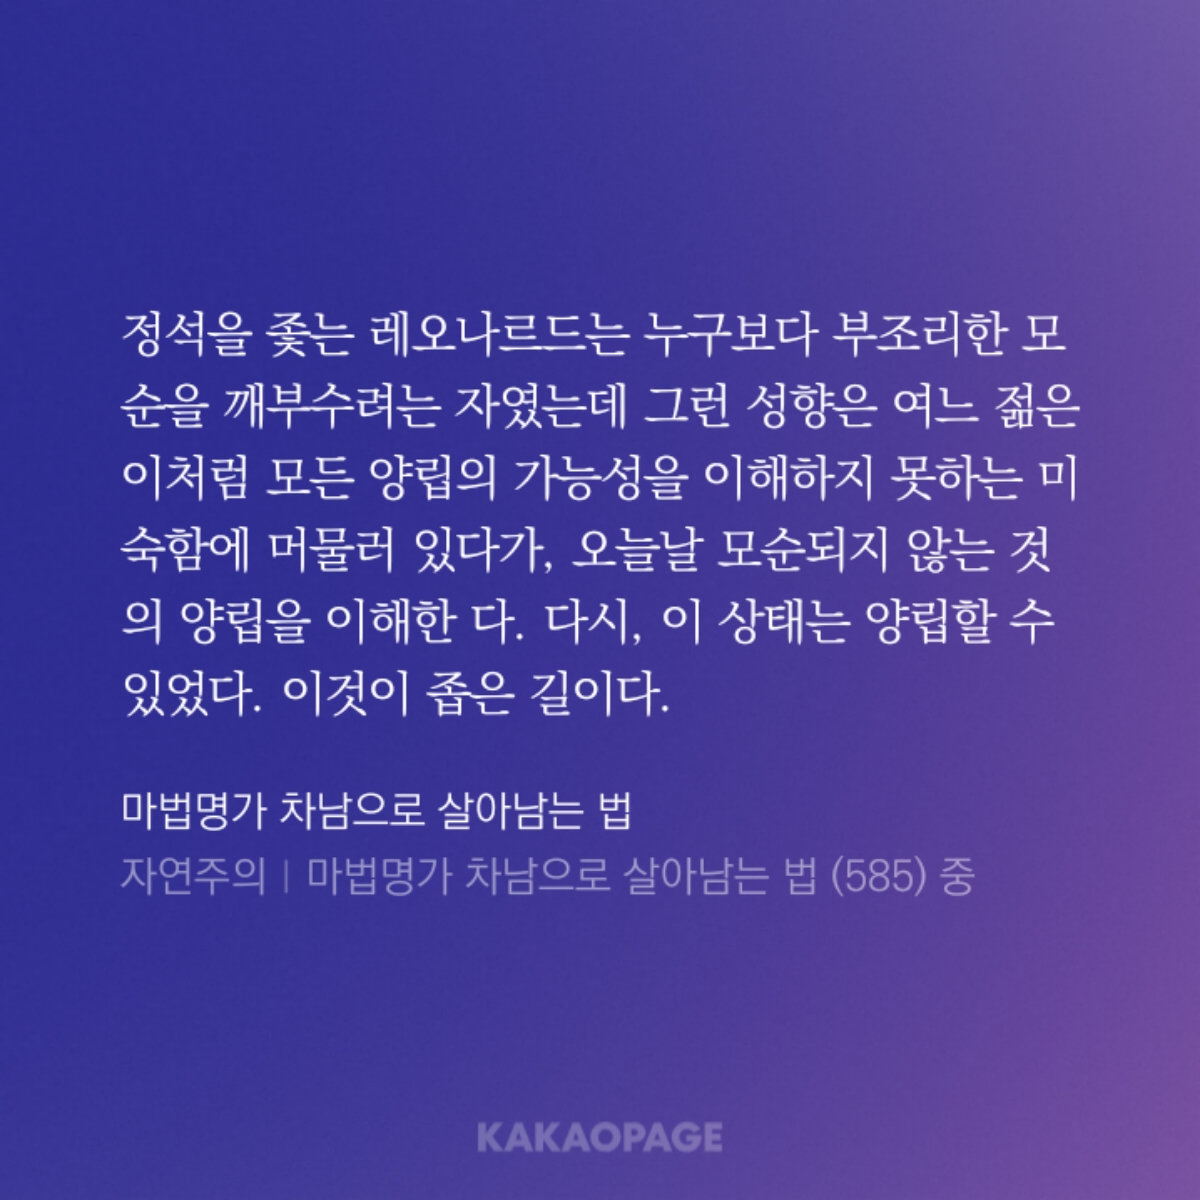 정석을 좇는 레오나르드는 누구보다 부조리한 모
순을 깨부수려는 자였는데 그런 성향은 여느 젊은
이처럼 모든 양립의 가능성을 이해하지 못하는 미
숙함에 머물러 있다가, 오늘날 모순되지 않는 것
의 양립을 이해한 다. 다시, 이 상태는 양립할 수
있었다. 이것이 좁은 길이다.
마법명가 차남으로 살아남는 법
자연주의 | 마법명가 차남으로 살아남는 법 (585) 중
KAKAOPAGE